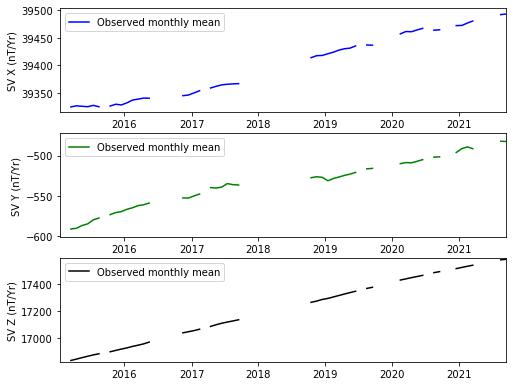 39500
39450
39400
39350
SV X (nT/Yr)
Observed monthly mean
2016 2017 2018 2019 2020 2021
−500
−550
−600
SV Y (nT/Yr)
Observed monthly mean
2016 2017 2018 2019 2020 2021
17400
17200
17000
SV Z (nT/Yr)
Observed monthly mean
2016 2017 2018 2019 2020 2021